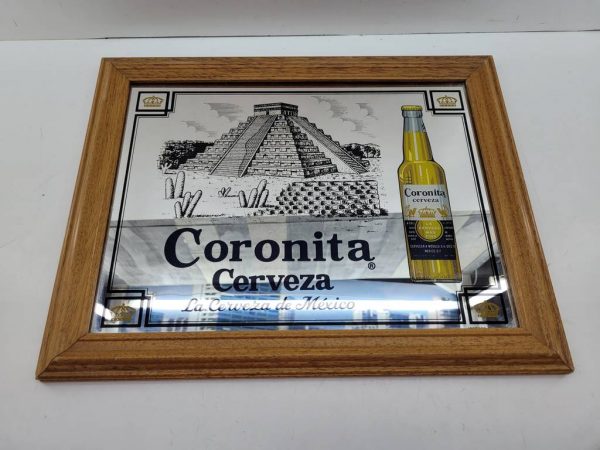 Coronita®
Cerveza
La Cerveza de México
Coronita
cerveza